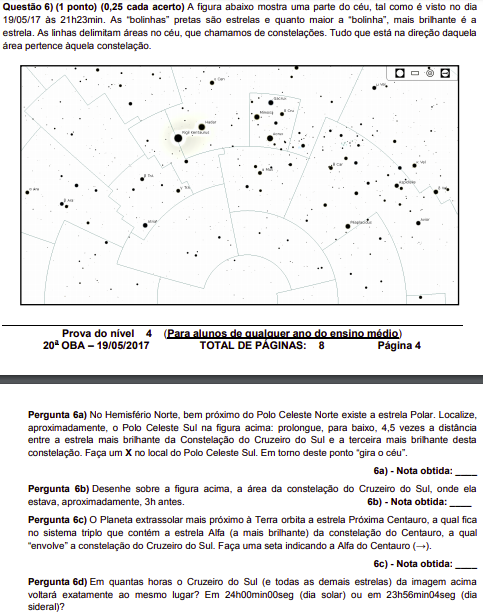 Questão 6) (1 ponto) (0,25 cada acerto) A figura abaixo mostra uma parte do céu, tal como é visto no dia
19/05/17 às 21h23min. As “bolinhas” pretas são estrelas e quanto maior a “bolinha”, mais brilhante é a
estrela. As linhas delimitam áreas no céu, que chamamos de constelações. Tudo que está na direção daquela
área pertence àquela constelação.
Gacrux
Mimosa
Hadar
Rigil Kentaurus
Acrux
Atria
Miaplacidus
Aspidiske
Prova do nível 4 (Para alunos de qualquer ano do ensino médio)
20ª OBA – 19/05/2017 TOTAL DE PÁGINAS: 8 Página 4
Pergunta 6a) No Hemisfério Norte, bem próximo do Polo Celeste Norte existe a estrela Polar. Localize,
aproximadamente, o Polo Celeste Sul na figura acima: prolongue, para baixo, 4,5 vezes a distância
entre a estrela mais brilhante da Constelação do Cruzeiro do Sul e a terceira mais brilhante desta
constelação. Faça um X no local do Polo Celeste Sul. Em torno deste ponto “gira o céu”.
6a) - Nota obtida: ____
Pergunta 6b) Desenhe sobre a figura acima, a área da constelação do Cruzeiro do Sul, onde ela
estava, aproximadamente, 3h antes. 6b) - Nota obtida: ____
Pergunta 6c) O Planeta extrassolar mais próximo à Terra orbita a estrela Próxima Centauro, a qual fica
no sistema triplo que contém a estrela Alfa (a mais brilhante) da constelação do Centauro, a qual
“envolve” a constelação do Cruzeiro do Sul. Faça uma seta indicando a Alfa do Centauro (→).
6c) - Nota obtida: ____
Pergunta 6d) Em quantas horas o Cruzeiro do Sul (e todas as demais estrelas) da imagem acima
voltará exatamente ao mesmo lugar? Em 24h00min00seg (dia solar) ou em 23h56min04seg (dia
sideral)?